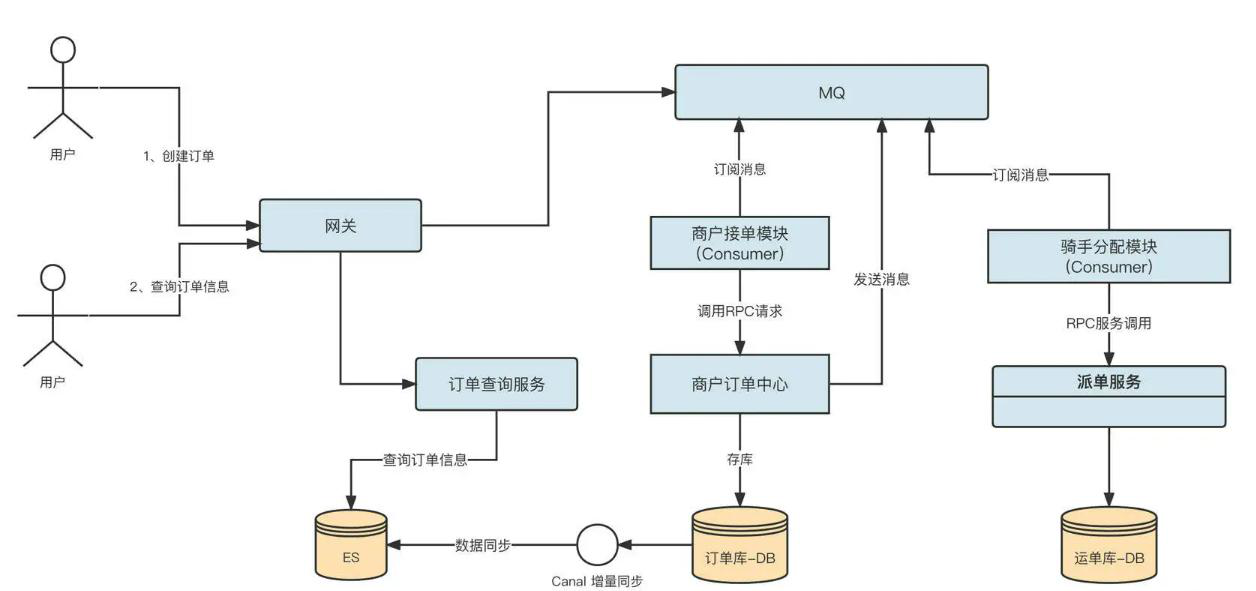 MQ
用户
1、创建订单
订阅消息
订阅消息
网关
商户接单模块
(Consumer)
骑手分配模块
(Consumer)
2、查询订单信息
发送消息
调用RPC请求
RPC服务调用
用户
订单查询服务
商户订单中心
派单服务
查询订单信息
存库
ES
数据同步
Canal 增量同步
订单库-DB
运单库-DB